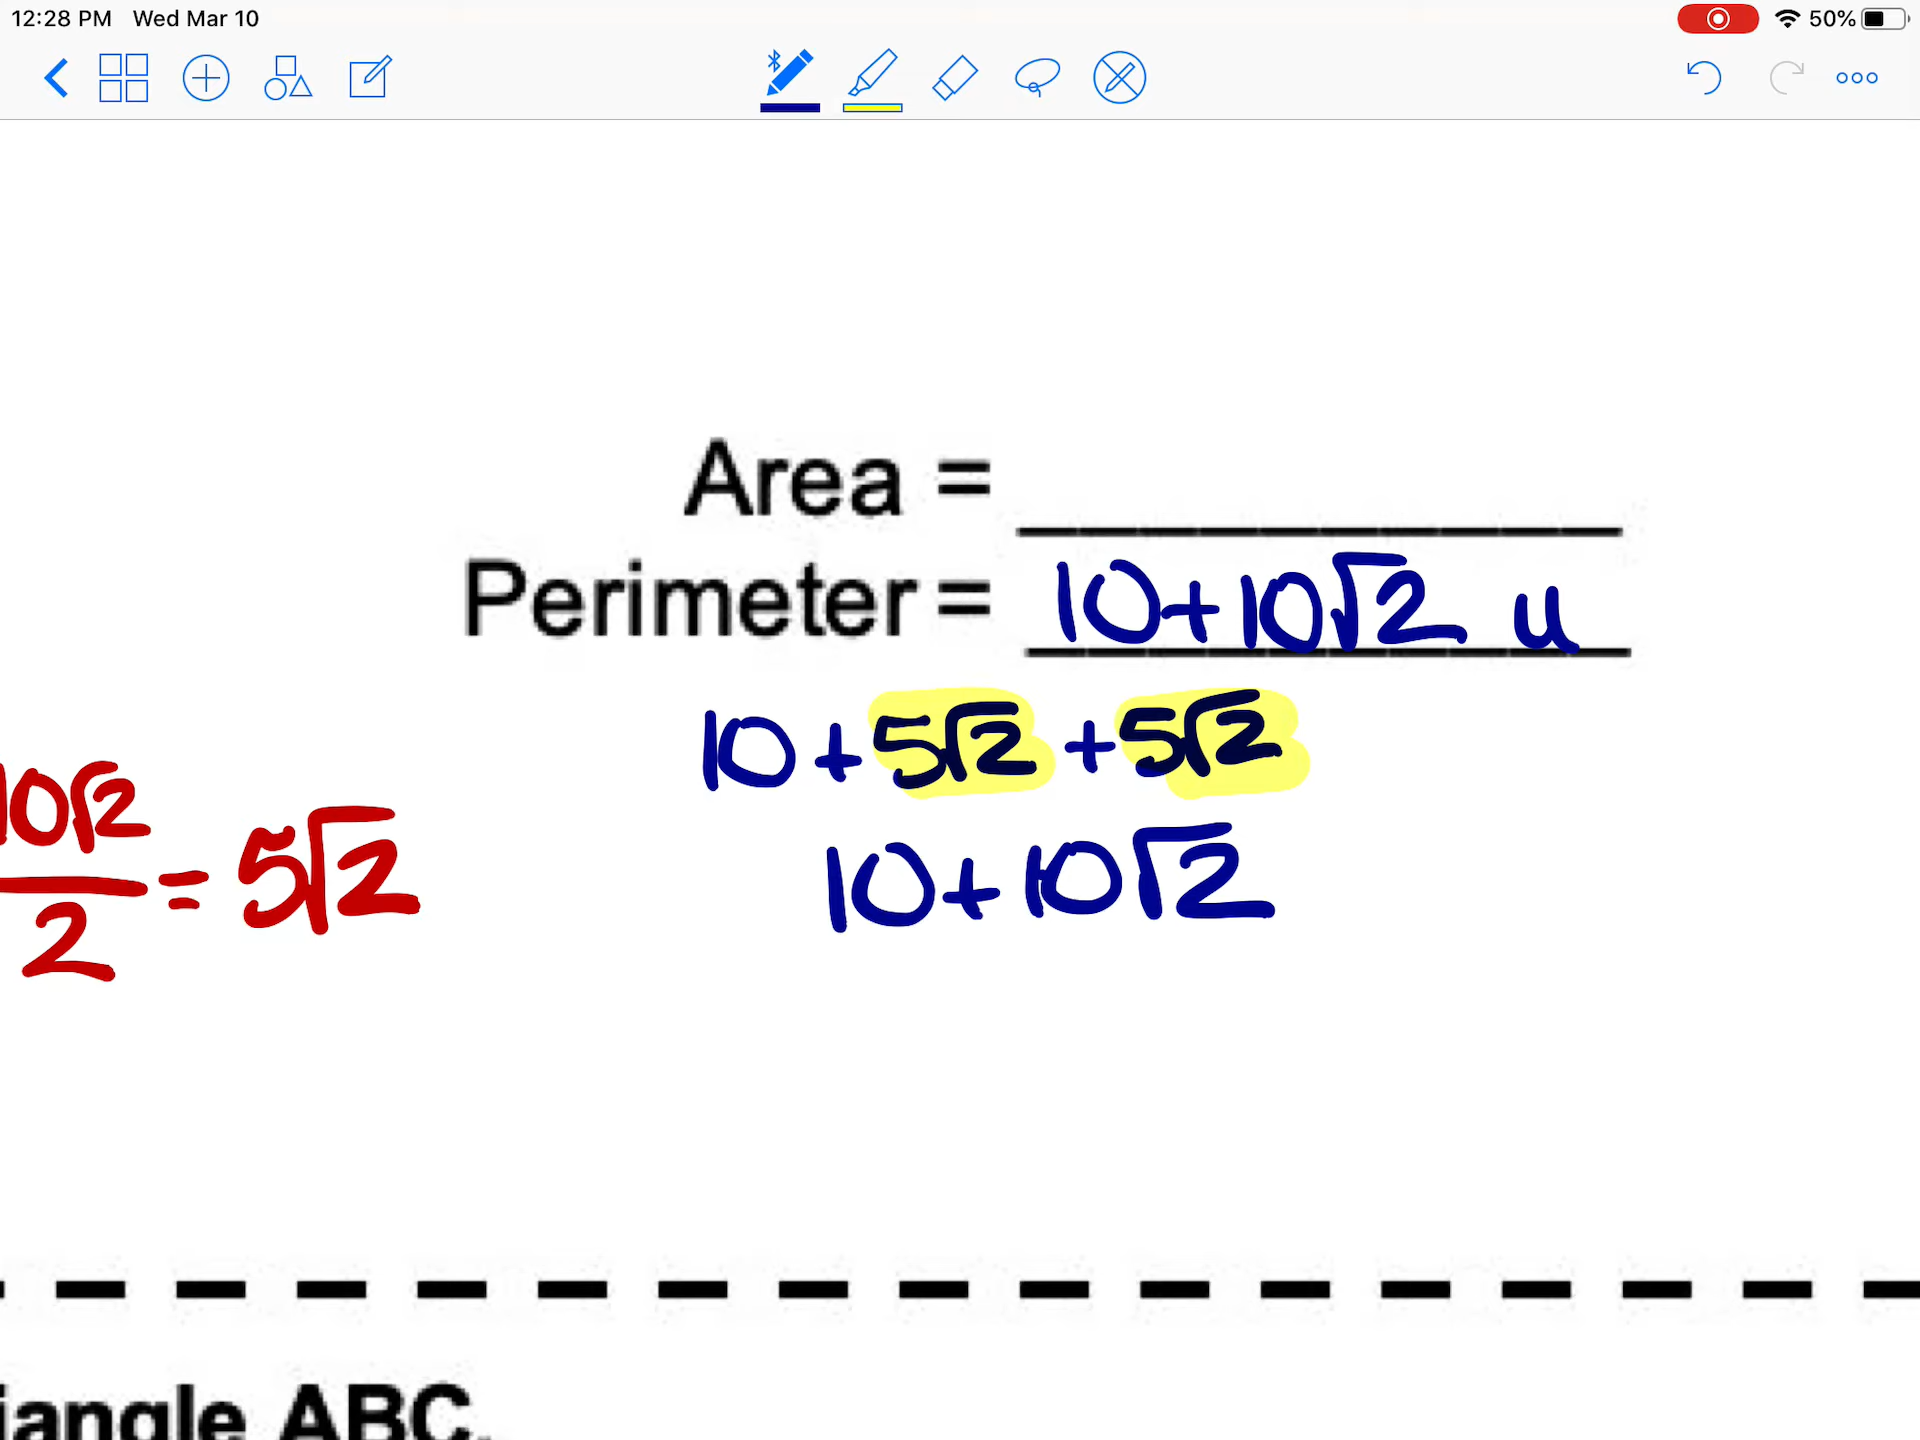 12:28 PM Wed Mar 10
50%
Area =
Perimeter = 10+10√2 u
10+5√2+5√2
10√2
2
=5√2
10+10√2
iangle ABC.